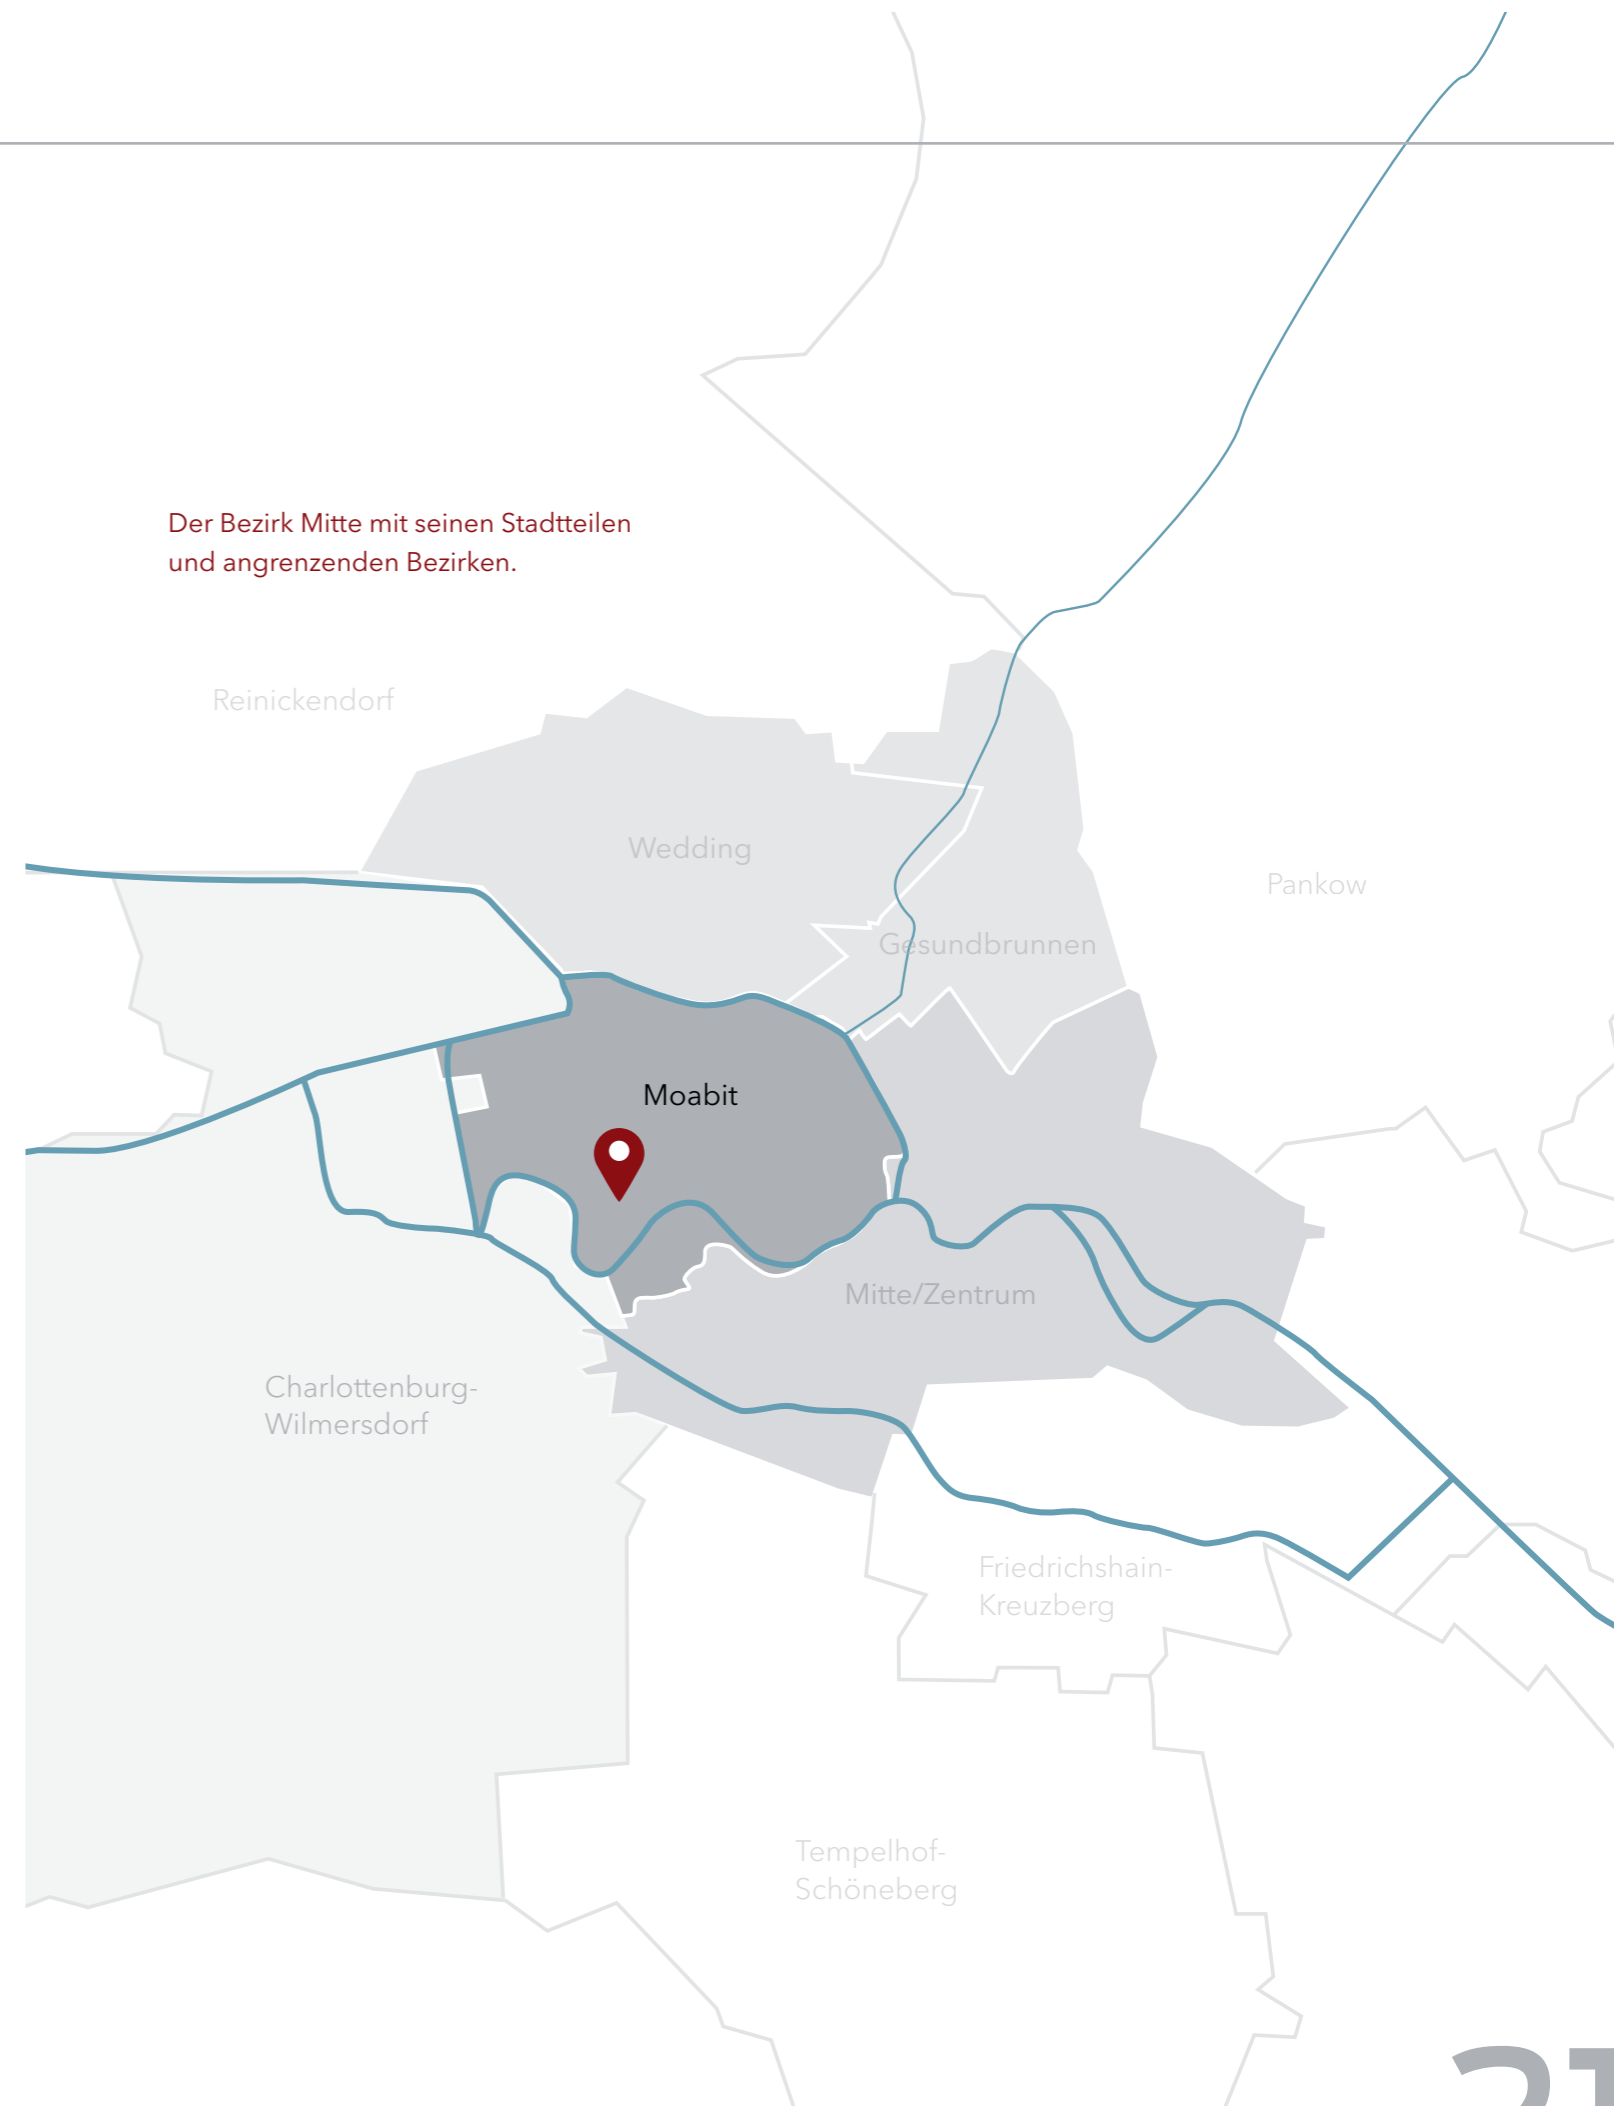 Der Bezirk Mitte mit seinen Stadtteilen
und angrenzenden Bezirken.
Reinickendorf
Wedding
Pankow
Gesundbrunnen
Moabit
Mitte/Zentrum
Charlottenburg-
Wilmersdorf
Friedrichshain-
Kreuzberg
Tempelhof-
Schöneberg